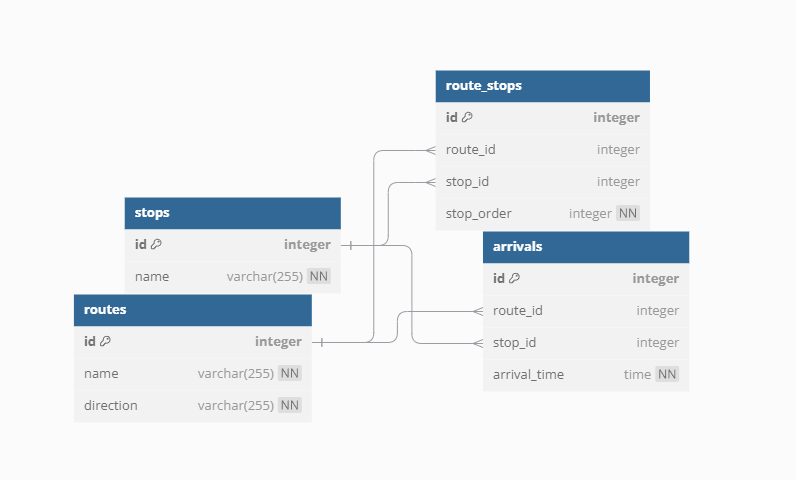 route_stops
id integer
route_id integer
stop_id integer
stop_order integer NN
stops
id integer
name varchar(255) NN
arrivals
id integer
route_id integer
stop_id integer
arrival_time time NN
routes
id integer
name varchar(255) NN
direction varchar(255) NN